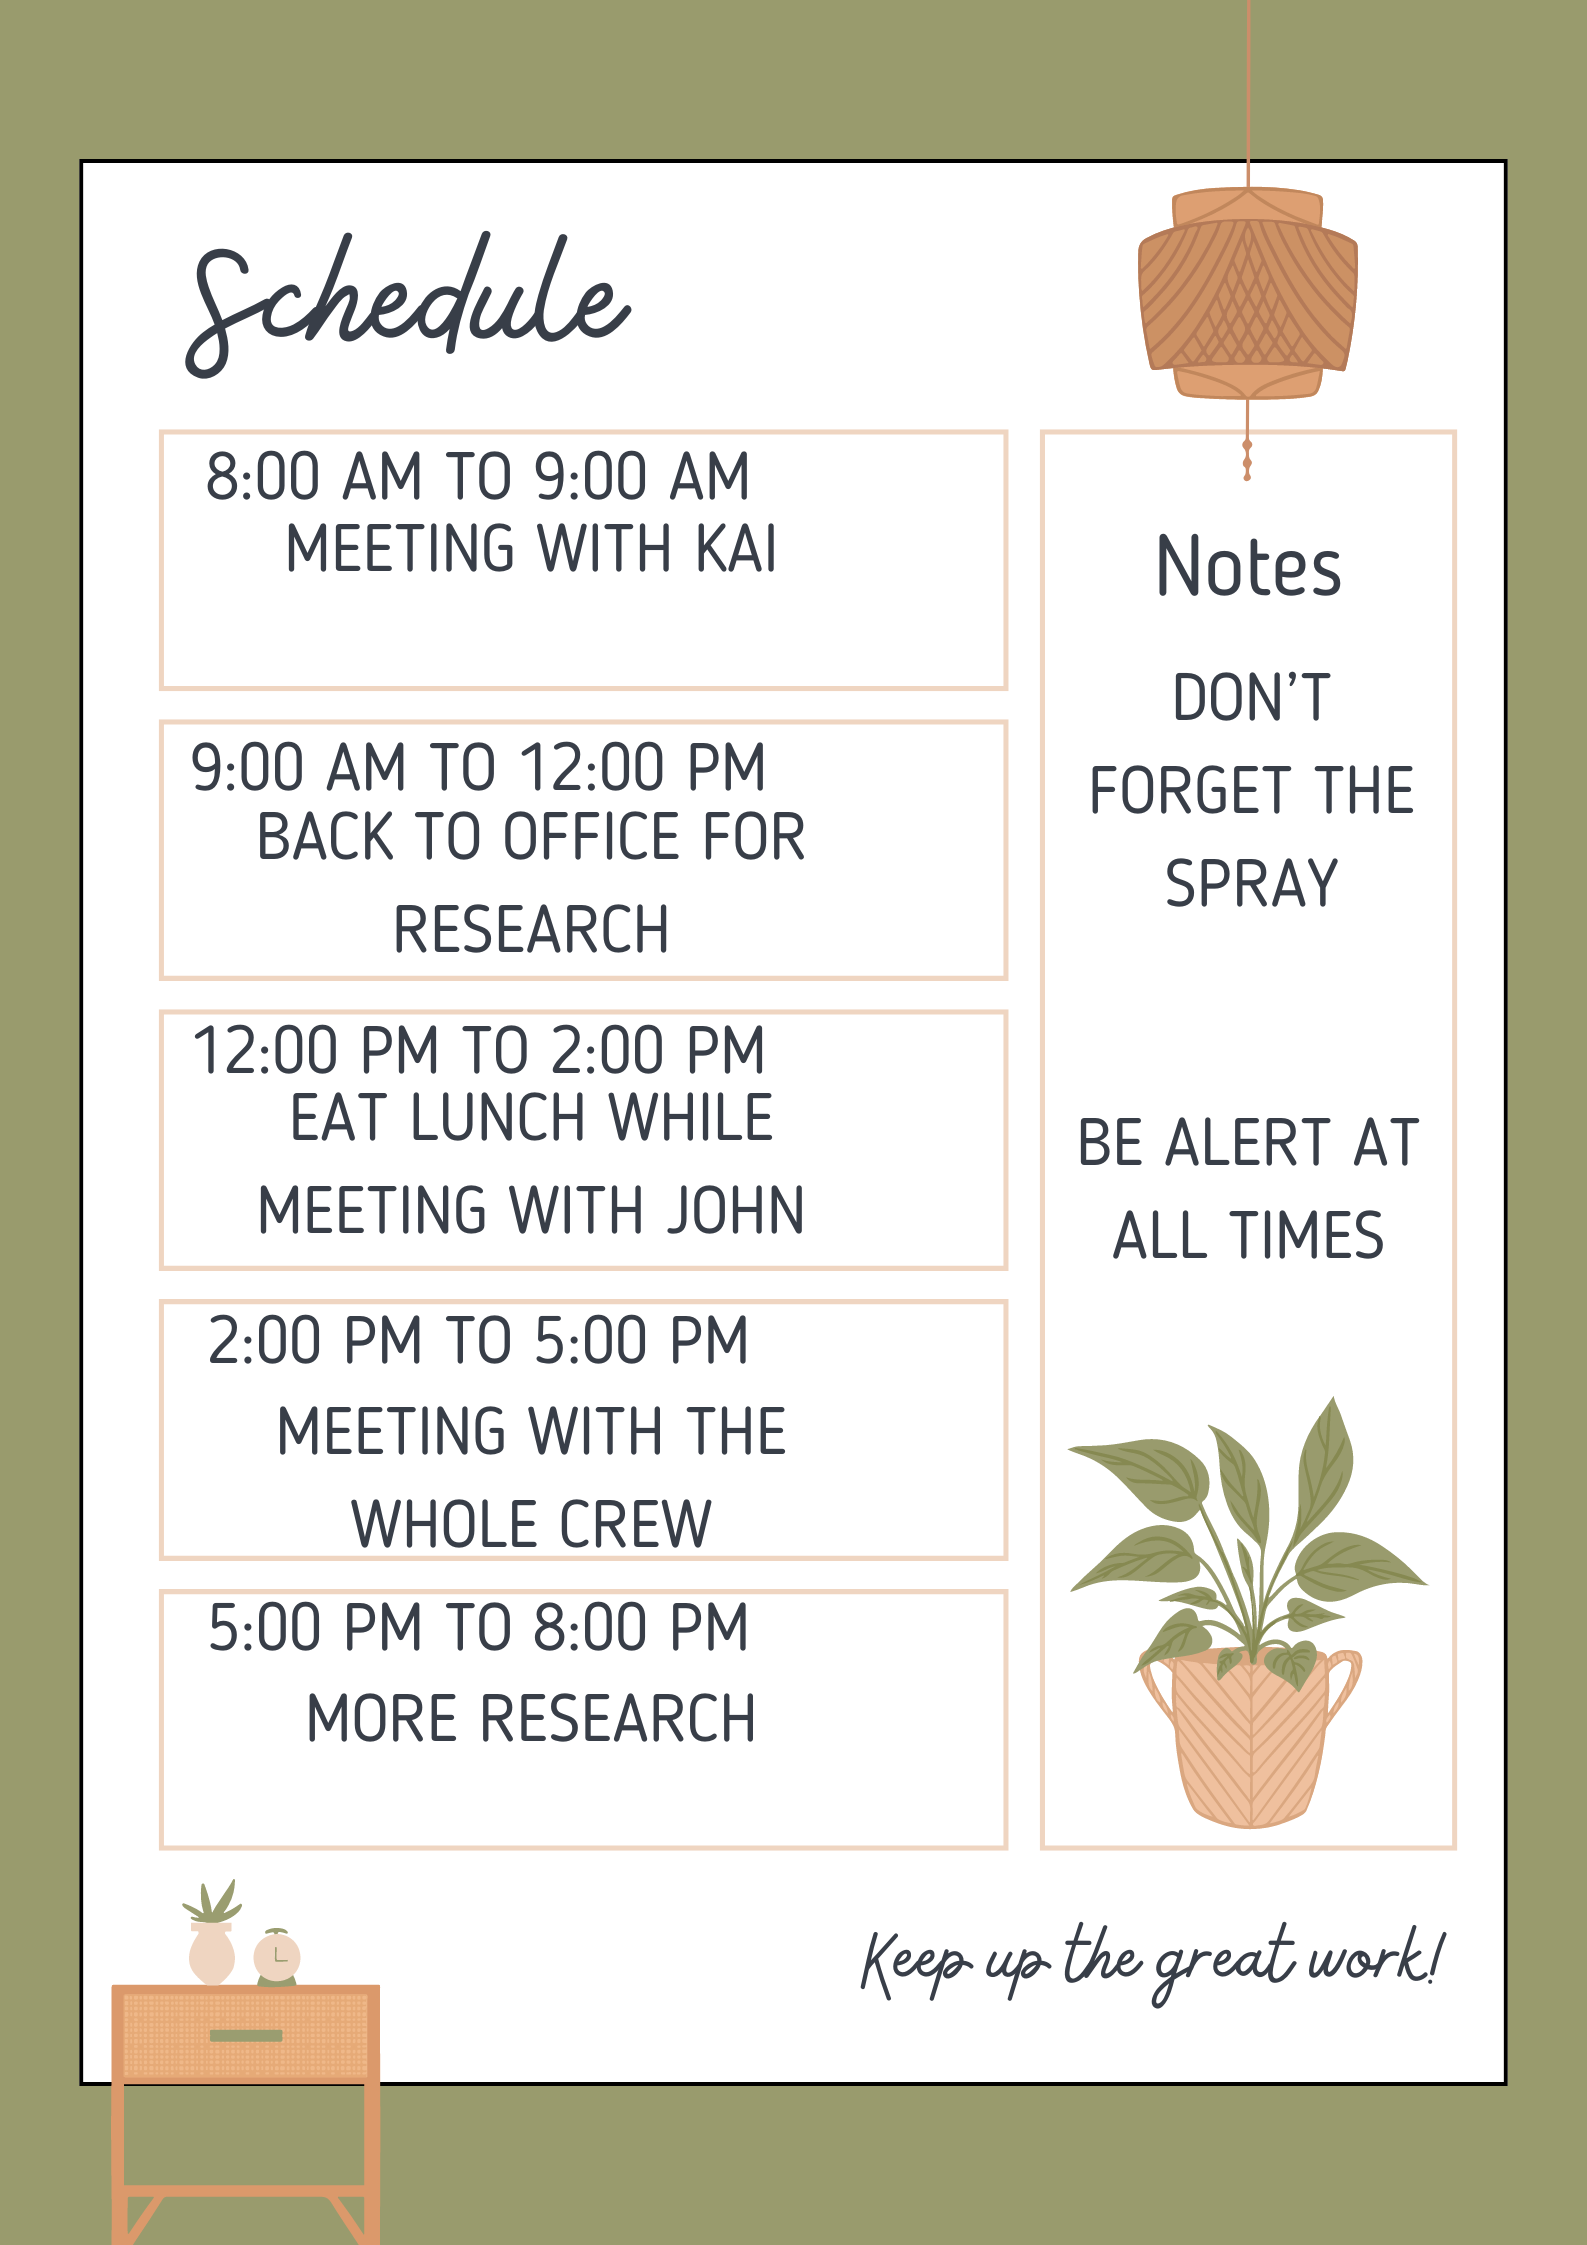 Schedule
8:00 AM TO 9:00 AM
MEETING WITH KAI
9:00 AM TO 12:00 PM
BACK TO OFFICE FOR
RESEARCH
12:00 PM TO 2:00 PM
EAT LUNCH WHILE
MEETING WITH JOHN
2:00 PM TO 5:00 PM
MEETING WITH THE
WHOLE CREW
5:00 PM TO 8:00 PM
MORE RESEARCH
Notes
DON’T
FORGET THE
SPRAY
BE ALERT AT
ALL TIMES
Keep up the great work!